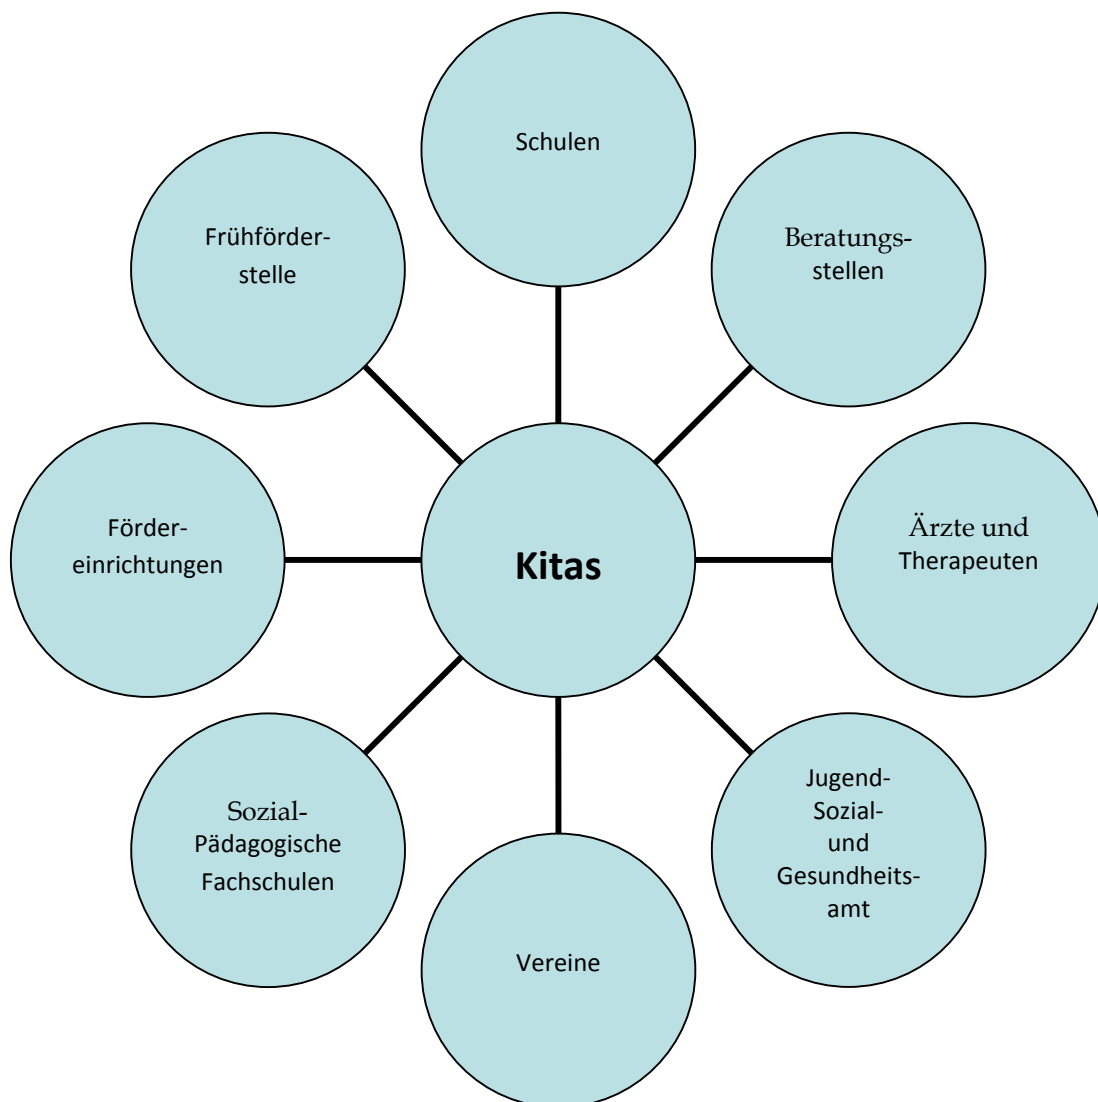 Schulen
Frühförder-
stelle
Beratungs-
stellen
Förder-
einrichtungen
Kitas
Ärzte und
Therapeuten
Sozial-
Pädagogische
Fachschulen
Jugend-
Sozial-
und
Gesundheits-
amt
Vereine